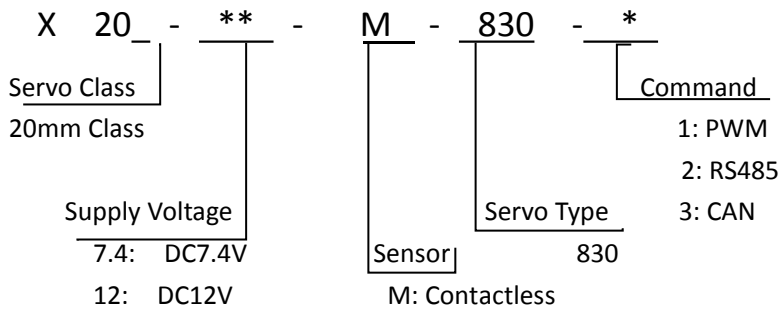 X 20_ - ** - M - 830 - *
Servo Class
Command
20mm Class
1: PWM
2: RS485
Supply Voltage
Servo Type
3: CAN
7.4: DC7.4V
Sensor
830
12: DC12V
M: Contactless